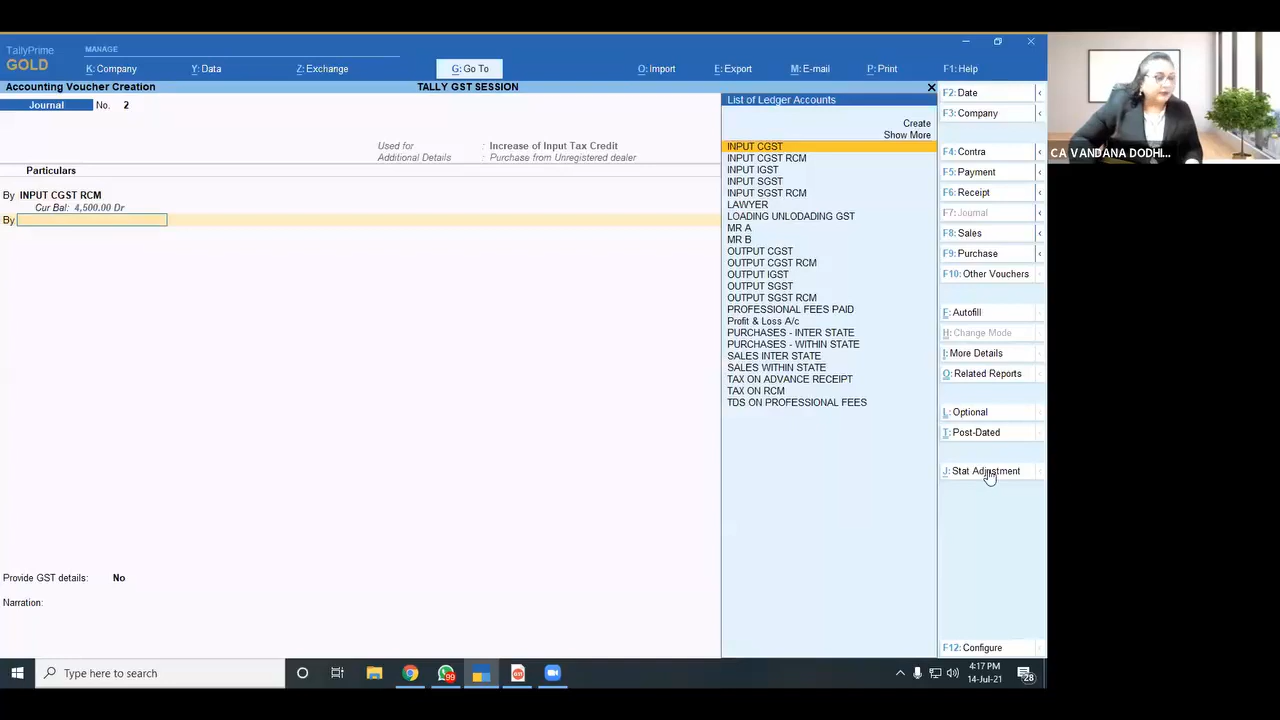 TallyPrime
GOLD
MANAGE
K: Company
Y: Data
Z: Exchange
G: Go To
O: Import
E: Export
M: E-mail
P: Print
F1: Help
Accounting Voucher Creation
TALLY GST SESSION
Journal No. 2
Used for : Increase of Input Tax Credit
Additional Details : Purchase from Unregistered dealer
Particulars
By INPUT CGST RCM
Cur Bal: 4,500.00 Dr
By
Provide GST details: No
Narration:
List of Ledger Accounts
Create
Show More
INPUT CGST
INPUT CGST RCM
INPUT IGST
INPUT SGST
INPUT SGST RCM
LAWYER
LOADING UNLODADING GST
MR A
MR B
OUTPUT CGST
OUTPUT CGST RCM
OUTPUT IGST
OUTPUT SGST
OUTPUT SGST RCM
PROFESSIONAL FEES PAID
Profit & Loss A/c
PURCHASES - INTER STATE
PURCHASES - WITHIN STATE
SALES INTER STATE
SALES WITHIN STATE
TAX ON ADVANCE RECEIPT
TAX ON RCM
TDS ON PROFESSIONAL FEES
F2: Date
F3: Company
F4: Contra
F5: Payment
F6: Receipt
F7: Journal
F8: Sales
F9: Purchase
F10: Other Vouchers
F: Autofill
H: Change Mode
I: More Details
O: Related Reports
L: Optional
T: Post-Dated
J: Stat Adjustment
F12: Configure
CA VANDANA DODHI...
Type here to search
99
4:17 PM
14-Jul-21
28